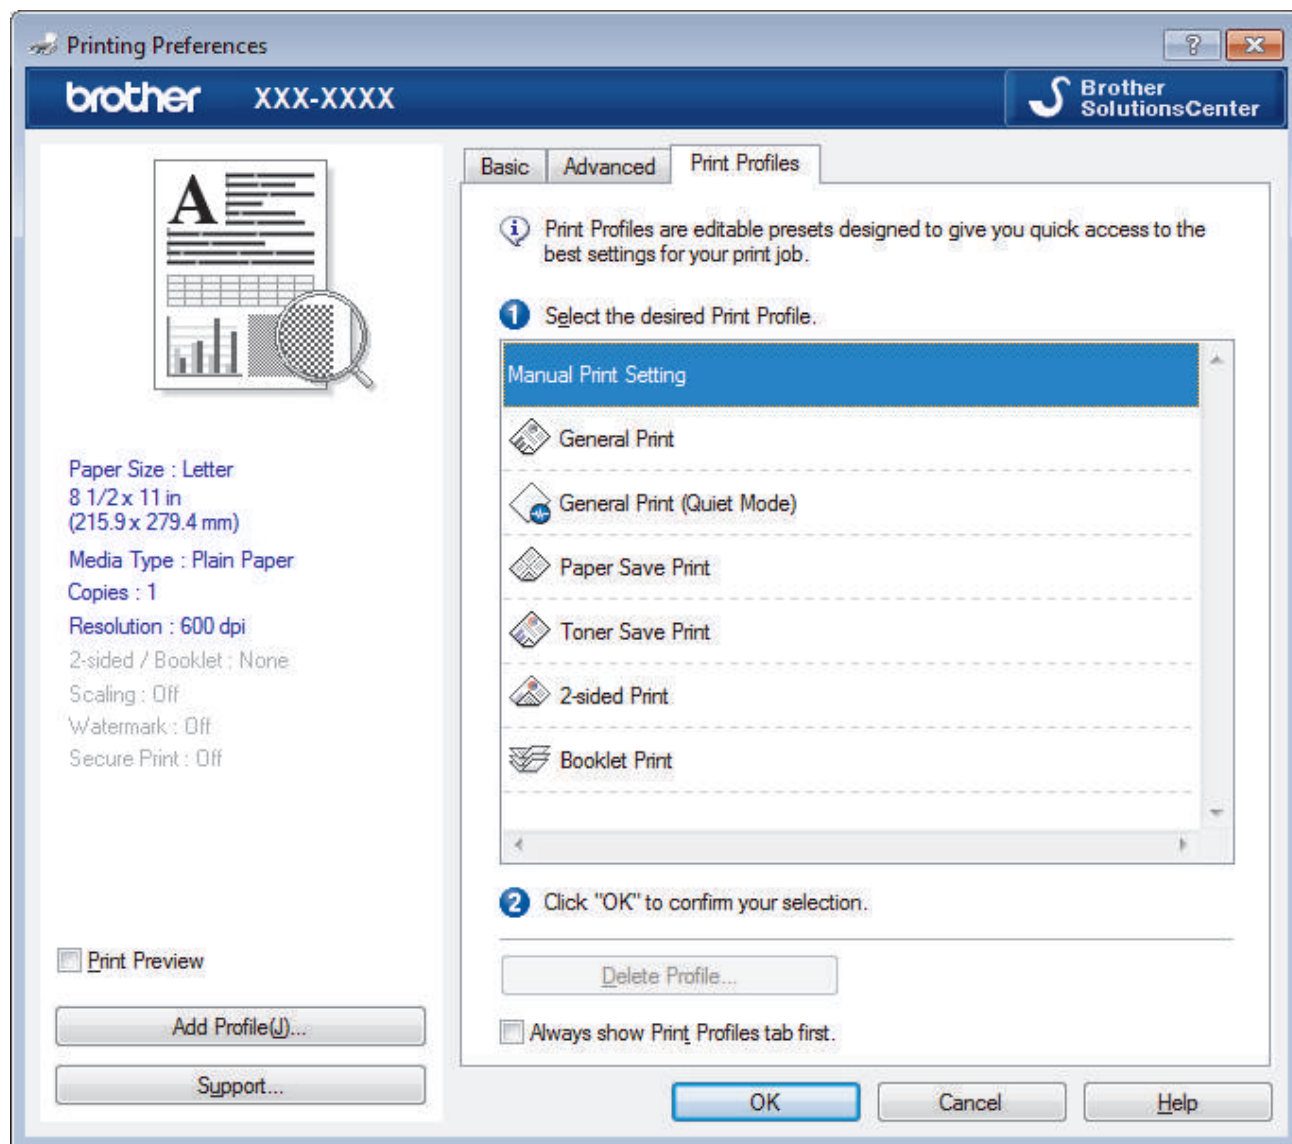 Printing Preferences
?
brother XXX-XXXX
Brother
SolutionsCenter
A
Paper Size : Letter
8 1/2 x 11 in
(215.9 x 279.4 mm)
Media Type : Plain Paper
Copies : 1
Resolution : 600 dpi
2-sided / Booklet : None
Scaling : Off
Watermark : Off
Secure Print : Off
Print Preview
Add Profile(J)...
Support...
Basic Advanced Print Profiles
Print Profiles are editable presets designed to give you quick access to the
best settings for your print job.
1 Select the desired Print Profile.
Manual Print Setting
General Print
General Print (Quiet Mode)
Paper Save Print
Toner Save Print
2-sided Print
Booklet Print
2 Click "OK" to confirm your selection.
Delete Profile...
Always show Print Profiles tab first.
OK Cancel Help